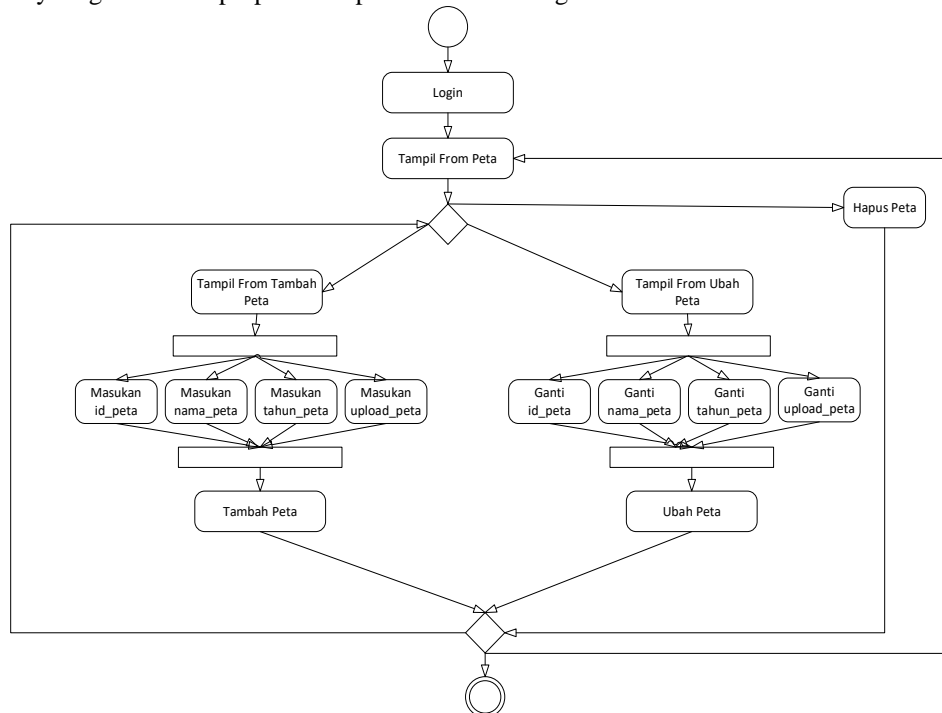 Login
Tampil From Peta
Hapus Peta
Tampil From Tambah
Peta
Tampil From Ubah
Peta
Masukan
id_peta
Masukan
nama_peta
Masukan
tahun_peta
Masukan
upload_peta
Ganti
id_peta
Ganti
nama_peta
Ganti
tahun_peta
Ganti
upload_peta
Tambah Peta
Ubah Peta